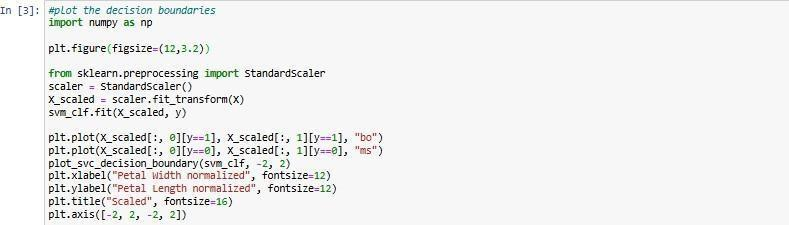 In [3]: #plot the decision boundaries
import numpy as np
plt.figure(figsize=(12,3.2))
from sklearn.preprocessing import StandardScaler
scaler = StandardScaler()
X_scaled = scaler.fit_transform(X)
svm_clf.fit(X_scaled, y)
plt.plot(X_scaled[:, 0][y==1], X_scaled[:, 1][y==1], "bo")
plt.plot(X_scaled[:, 0][y==0], X_scaled[:, 1][y==0], "ms")
plot_svc_decision_boundary(svm_clf, -2, 2)
plt.xlabel("Petal Width normalized", fontsize=12)
plt.ylabel("Petal Length normalized", fontsize=12)
plt.title("Scaled", fontsize=16)
plt.axis([-2, 2, -2, 2])